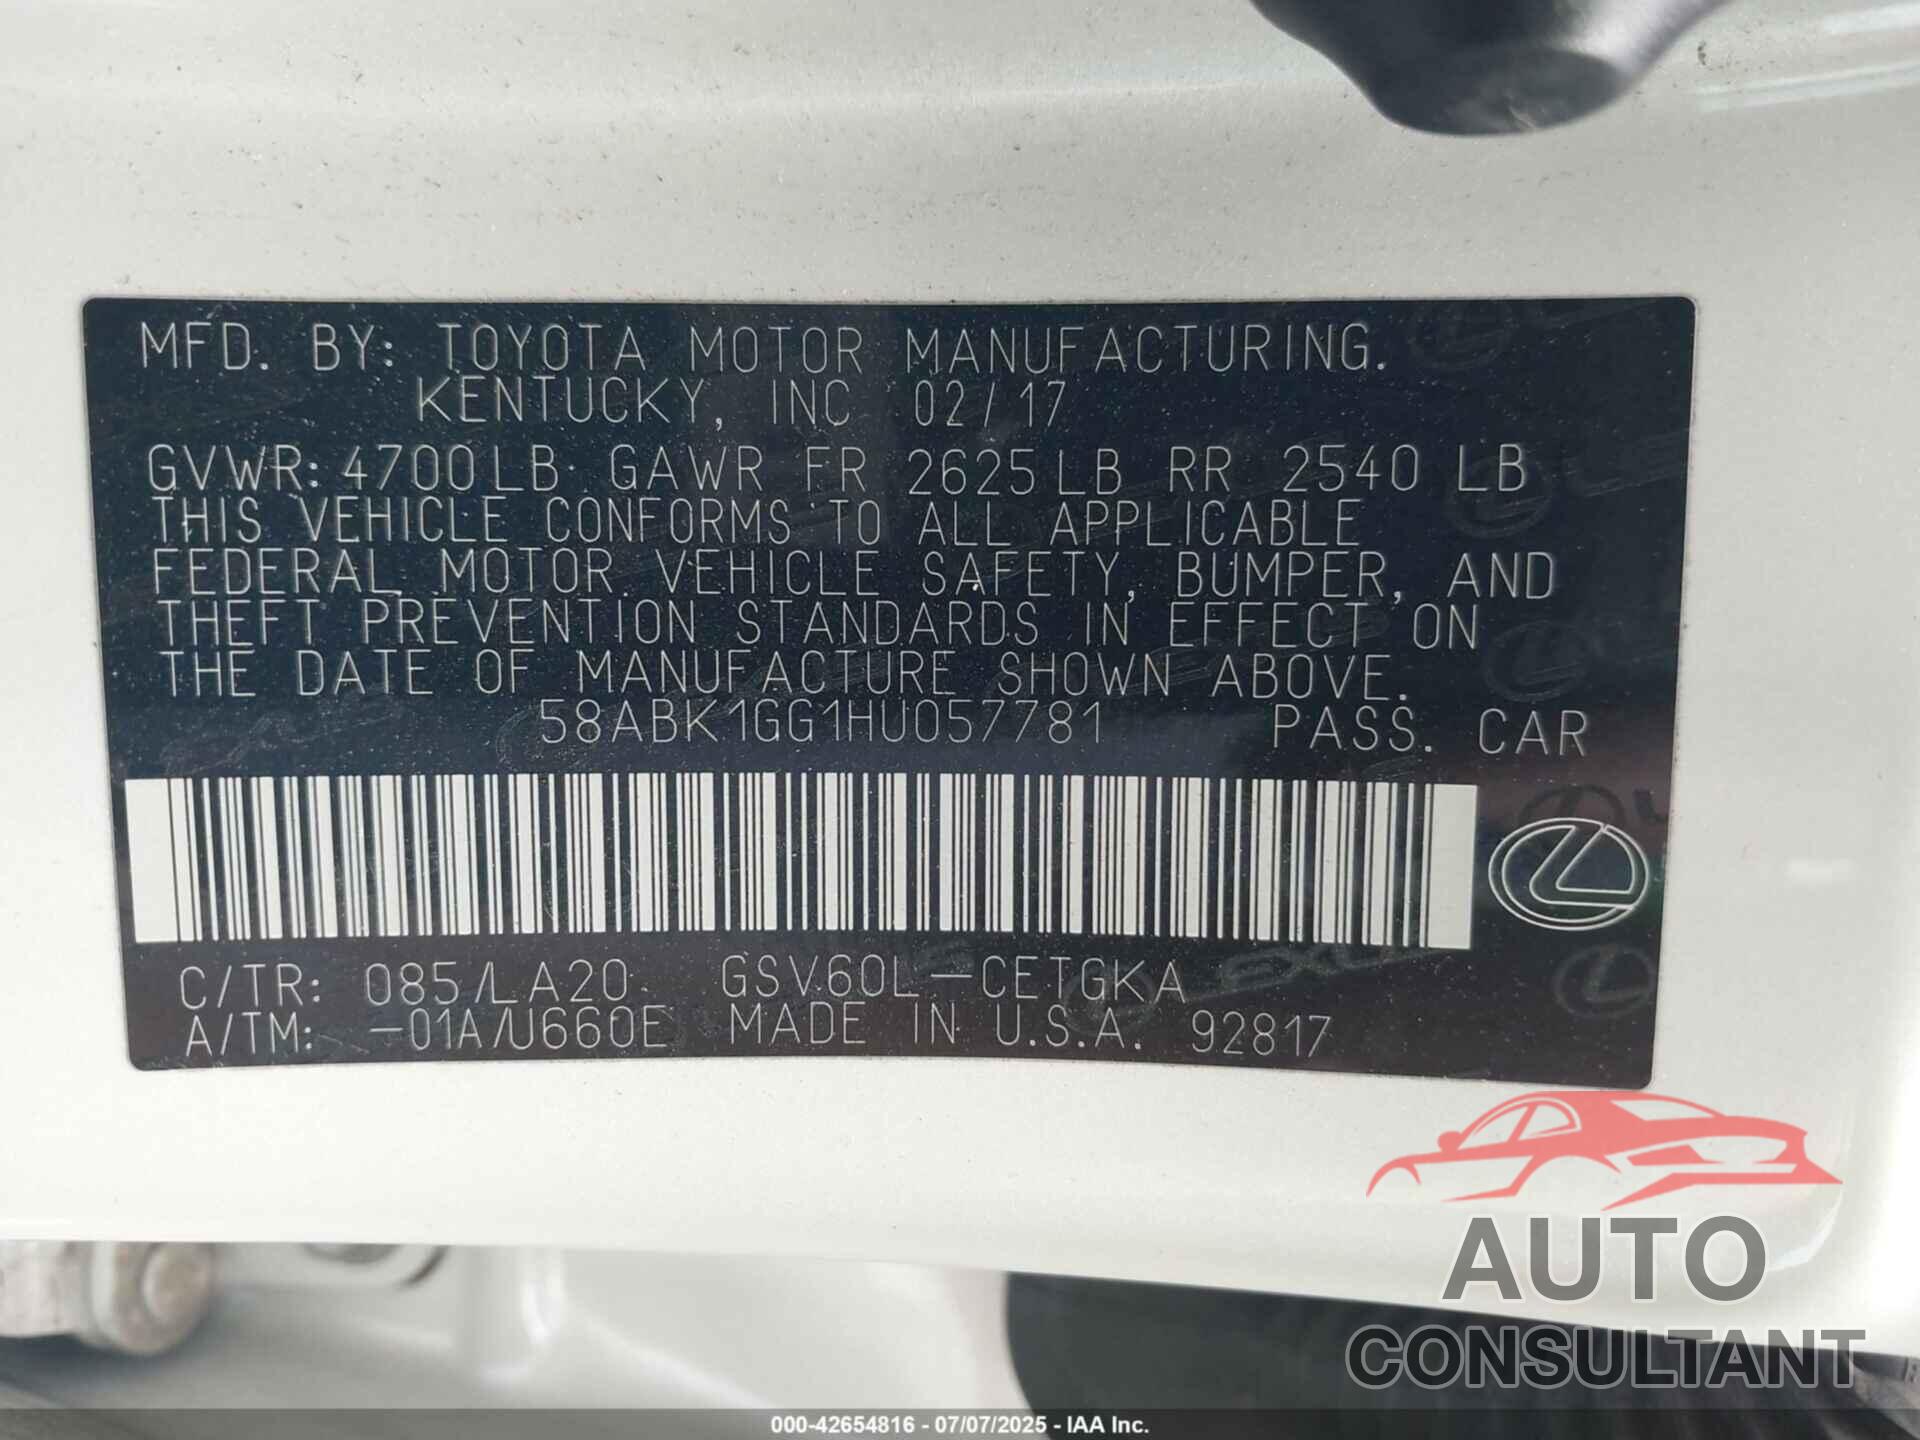 MFD. BY: TOYOTA MOTOR MANUFACTURING.
KENTUCKY, INC 02/17
GVWR: 4700LB GAWR FR 2625LB RR 2540 LB
THIS VEHICLE CONFORMS TO ALL APPLICABLE
FEDERAL MOTOR VEHICLE SAFETY, BUMPER, AND
THEFT PREVENTION STANDARDS IN EFFECT ON
THE DATE OF MANUFACTURE SHOWN ABOVE.
58ABK1GG1HU057781 PASS. CAR
C/TR: 085/LA20 GSV60L-CETGKA
A/TM: -01A/U660E MADE IN U.S.A. 92817
AUTO
CONSULTANT
000-42654816 - 07/07/2025 - IAA Inc.